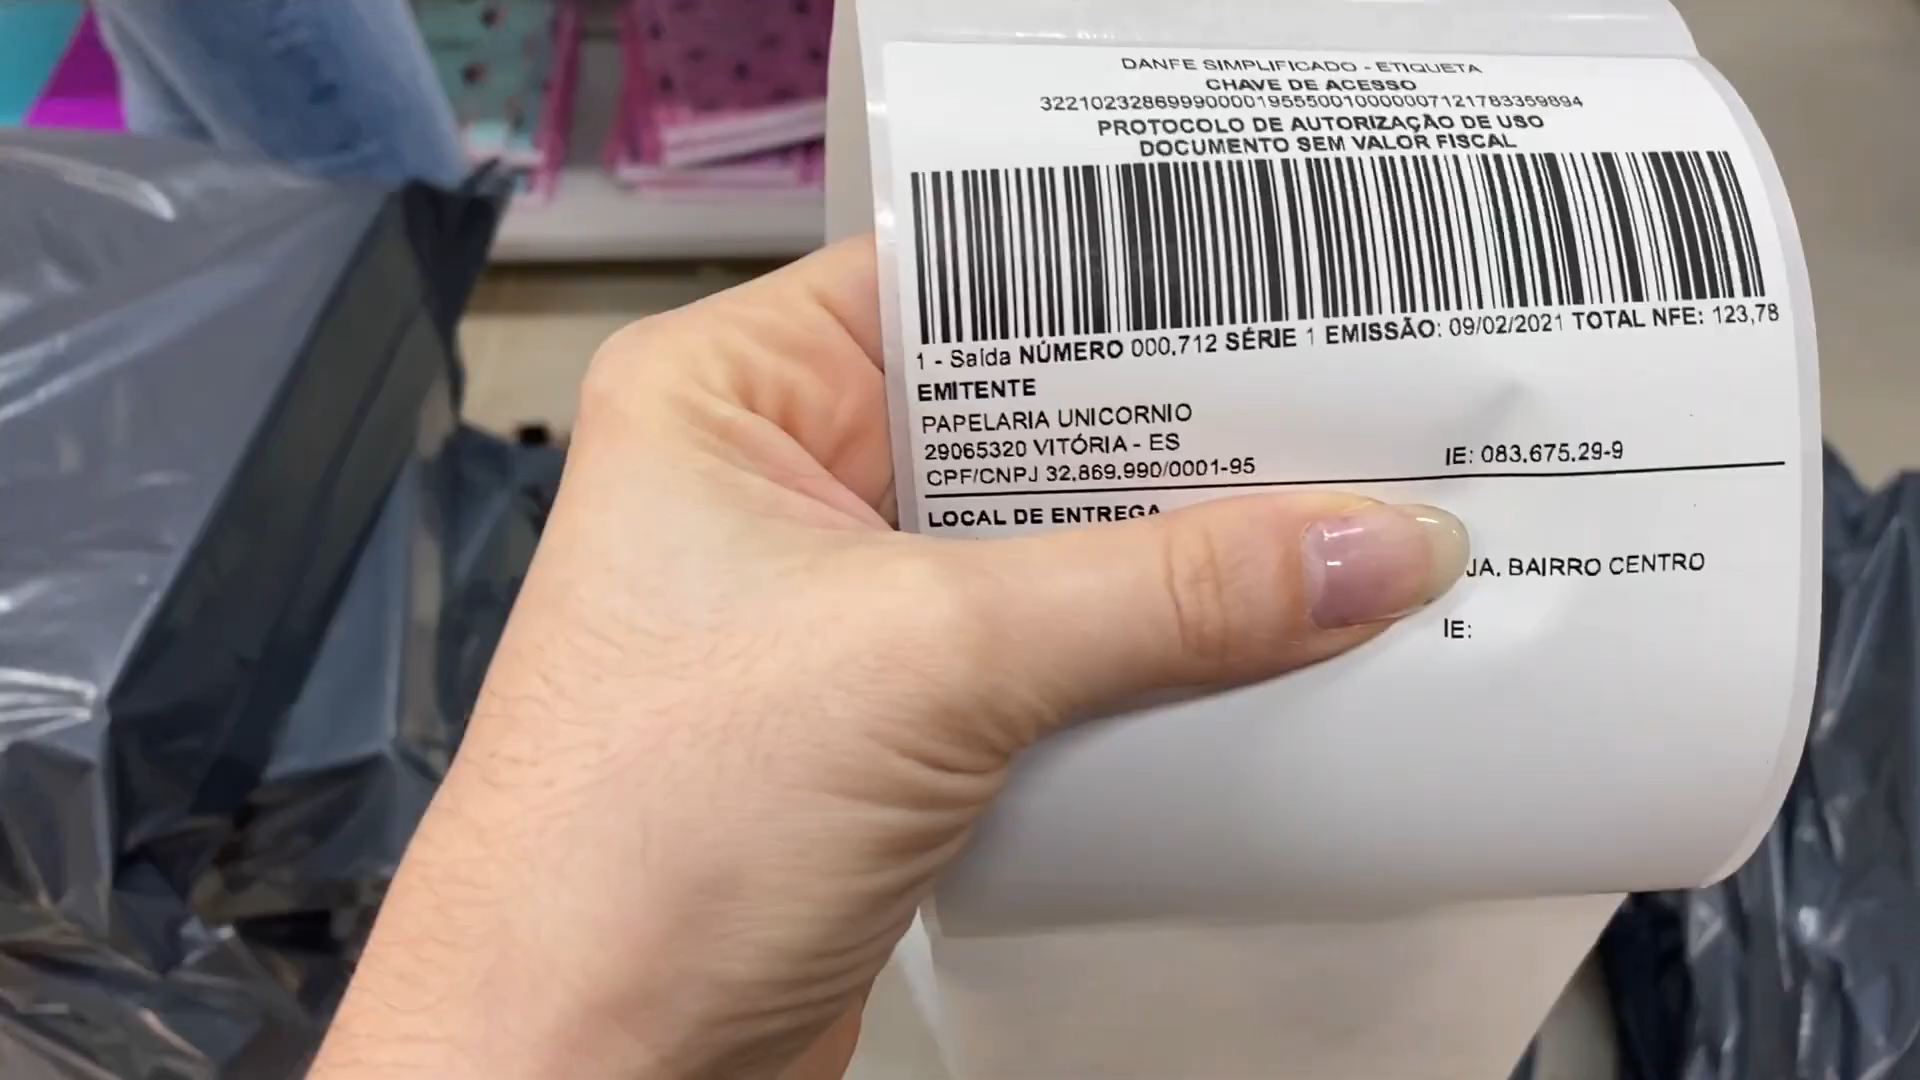 DANFE SIMPLIFICADO - ETIQUETA
CHAVE DE ACESSO
32210232869990000195550010000007121783359894
PROTOCOLO DE AUTORIZAÇÃO DE USO
DOCUMENTO SEM VALOR FISCAL
1 - Saída NÚMERO 000.712 SÉRIE 1 EMISSÃO: 09/02/2021 TOTAL NFE: 123,78
EMITENTE
PAPELARIA UNICORNIO
29065320 VITÓRIA - ES
CPF/CNPJ 32.869.990/0001-95 IE: 083.675.29-9
LOCAL DE ENTREGA
JA. BAIRRO CENTRO
IE: